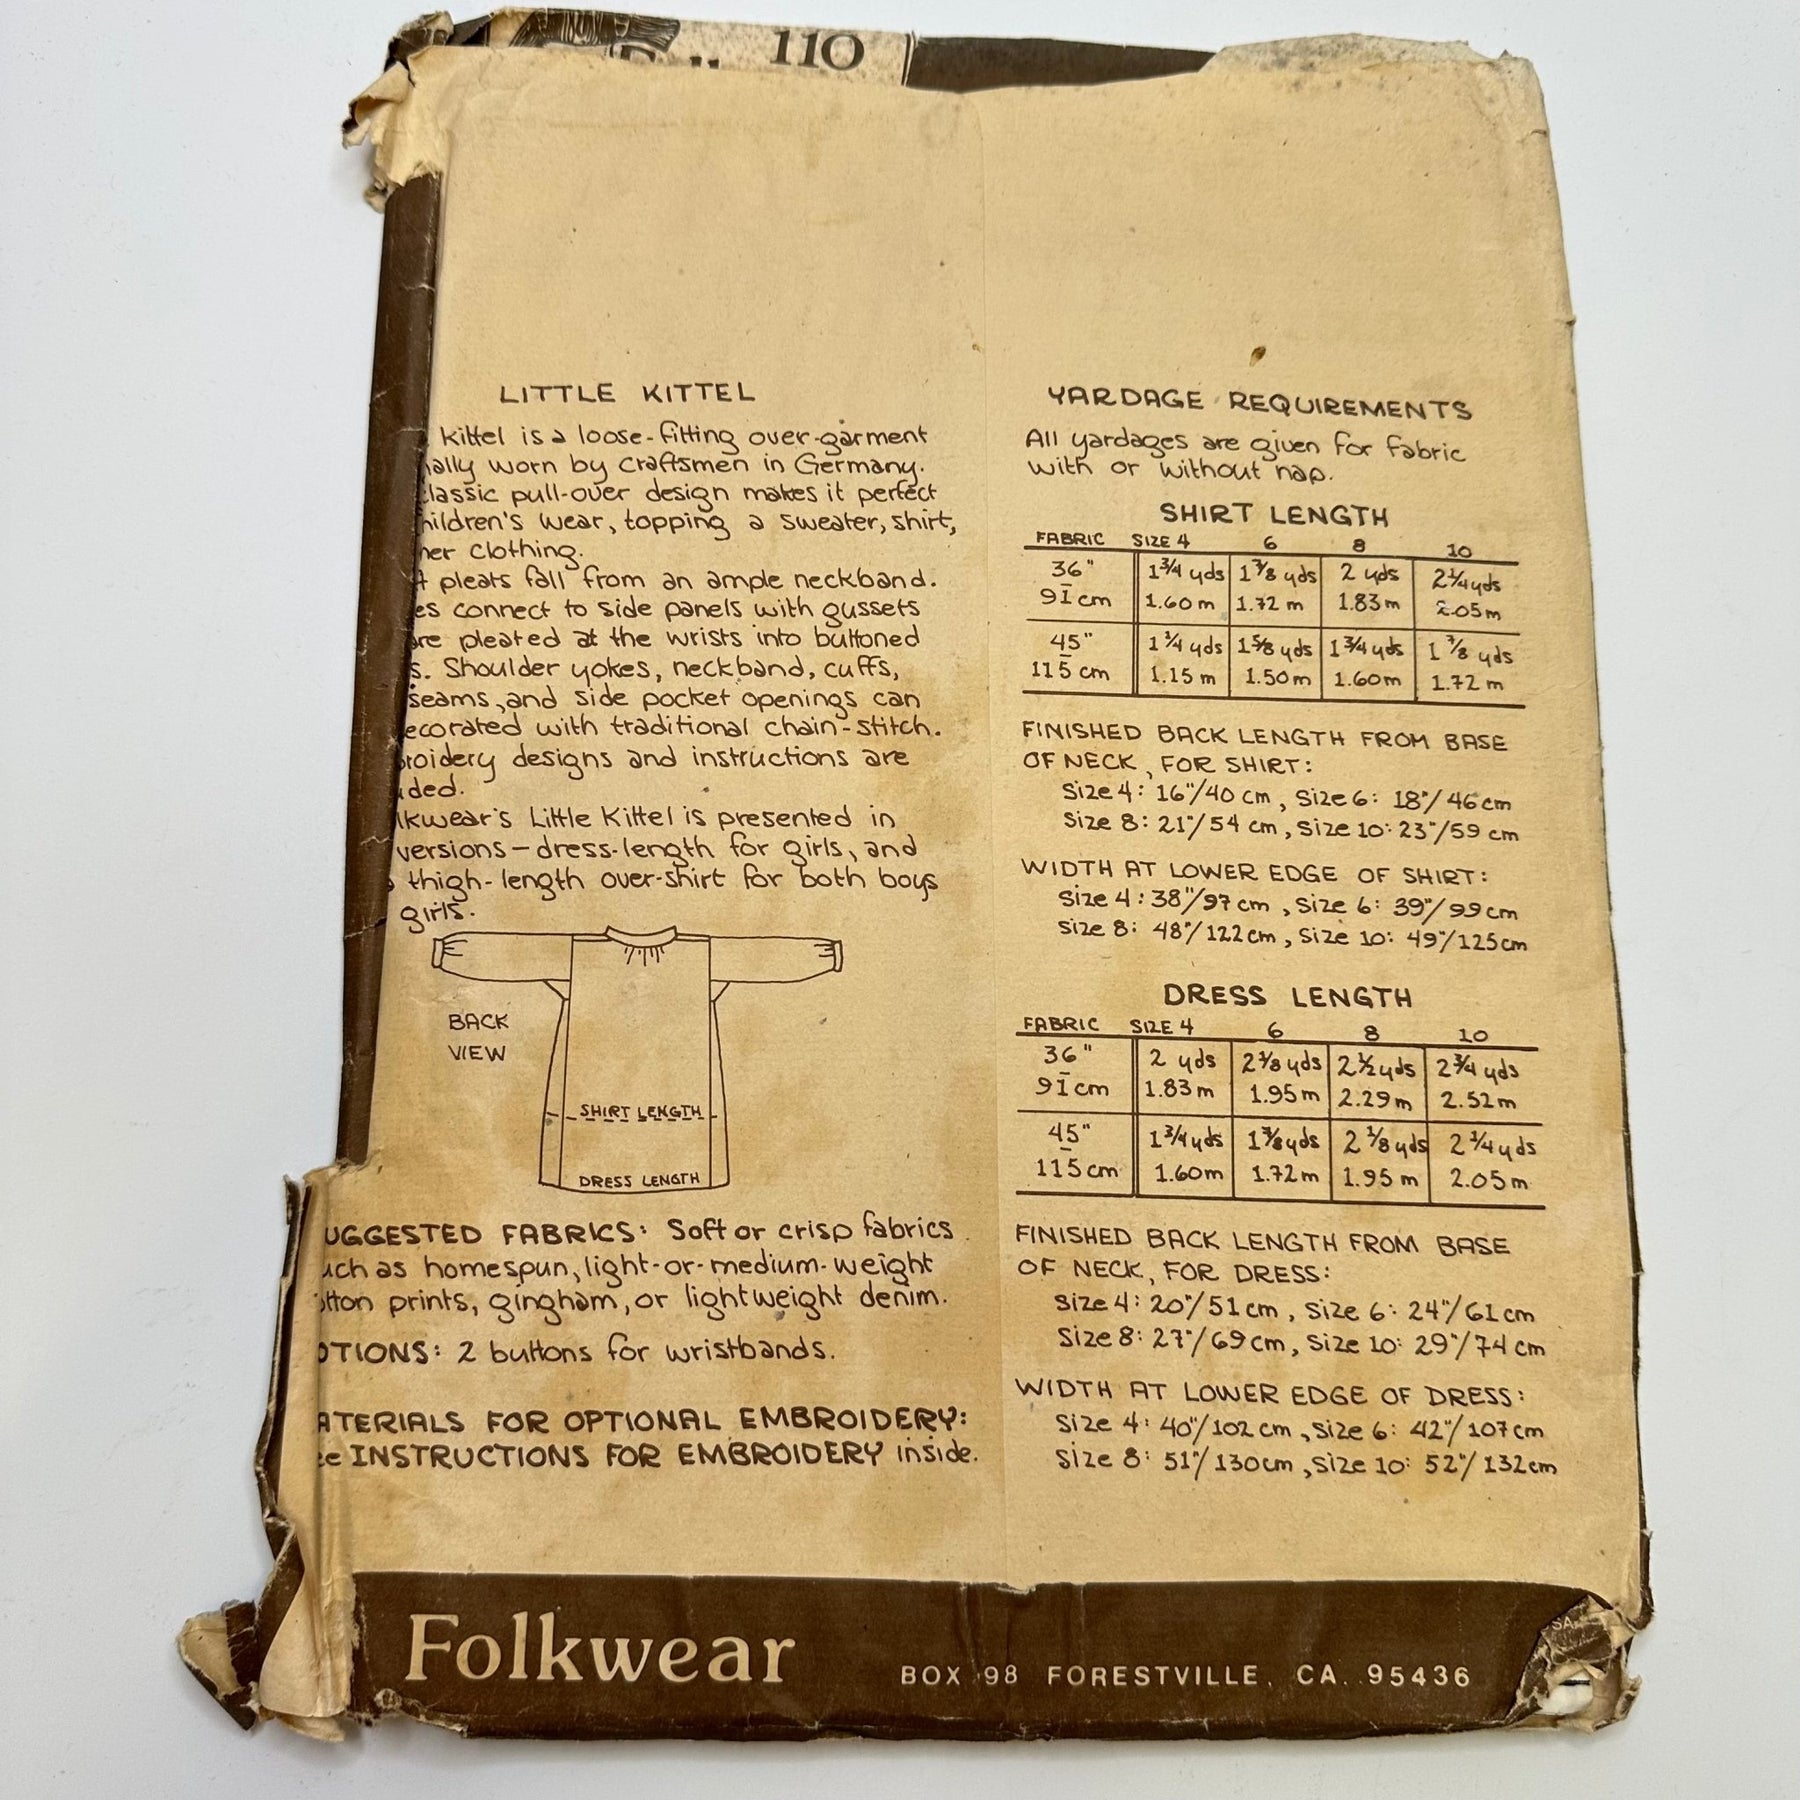 110
LITTLE KITTEL
kittel is a loose-fitting over-garment
ally worn by craftsmen in Germany.
classic pull-over design makes it perfect
hildren's wear, topping a sweater, shirt,
her clothing.
pleats fall from an ample neckband.
es connect to side panels with gussets
are pleated at the wrists into buttoned
s. Shoulder yokes, neckband, cuffs,
seams, and side pocket openings can
ecorated with traditional chain-stitch.
roidery designs and instructions are
ded.
lkwear's Little Kittel is presented in
versions – dress-length for girls, and
thigh-length over-shirt for both boys
girls.
BACK
VIEW
SHIRT LENGTH
DRESS LENGTH
UGGESTED FABRICS: Soft or crisp fabrics
uch as homespun, light-or-medium-weight
otton prints, gingham, or lightweight denim.
OTIONS: 2 buttons for wristbands.
ATERIALS FOR OPTIONAL EMBROIDERY:
ee INSTRUCTIONS FOR EMBROIDERY inside.
YARDAGE REQUIREMENTS
All yardages are given for fabric
with or without nap.
SHIRT LENGTH
FABRIC SIZE 4 6 8 10
36" 1 3/4 yds 1 7/8 yds 2 yds 2 1/4 yds
91 cm 1.60 m 1.72 m 1.83 m 2.05 m
45" 1 1/4 yds 1 5/8 yds 1 3/4 yds 1 7/8 yds
115 cm 1.15 m 1.50 m 1.60 m 1.72 m
FINISHED BACK LENGTH FROM BASE
OF NECK, FOR SHIRT:
Size 4: 16"/40 cm, Size 6: 18"/46 cm
Size 8: 21"/54 cm, Size 10: 23"/59 cm
WIDTH AT LOWER EDGE OF SHIRT:
Size 4: 38"/97 cm, Size 6: 39"/99 cm
Size 8: 48"/122 cm, Size 10: 49"/125 cm
DRESS LENGTH
FABRIC SIZE 4 6 8 10
36" 2 yds 2 1/8 yds 2 1/2 yds 2 3/4 yds
91 cm 1.83 m 1.95 m 2.29 m 2.52 m
45" 1 3/4 yds 1 7/8 yds 2 1/8 yds 2 1/4 yds
115 cm 1.60 m 1.72 m 1.95 m 2.05 m
FINISHED BACK LENGTH FROM BASE
OF NECK, FOR DRESS:
Size 4: 20"/51 cm, Size 6: 24"/61 cm
Size 8: 27"/69 cm, Size 10: 29"/74 cm
WIDTH AT LOWER EDGE OF DRESS:
Size 4: 40"/102 cm, Size 6: 42"/107 cm
Size 8: 51"/130 cm, Size 10: 52"/132 cm
Folkwear
BOX 98 FORESTVILLE, CA. 95436